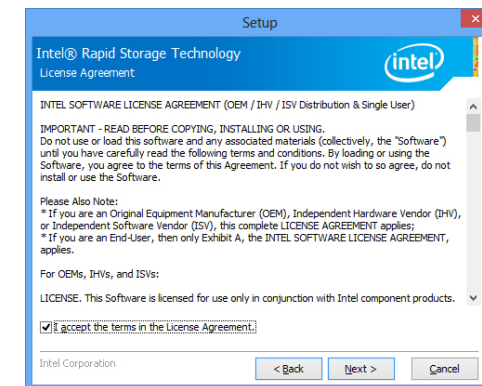 Setup
Intel® Rapid Storage Technology
License Agreement
intel
INTEL SOFTWARE LICENSE AGREEMENT (OEM / IHV / ISV Distribution & Single User)
IMPORTANT - READ BEFORE COPYING, INSTALLING OR USING.
Do not use or load this software and any associated materials (collectively, the "Software")
until you have carefully read the following terms and conditions. By loading or using the
Software, you agree to the terms of this Agreement. If you do not wish to so agree, do not
install or use the Software.
Please Also Note:
* If you are an Original Equipment Manufacturer (OEM), Independent Hardware Vendor (IHV),
or Independent Software Vendor (ISV), this complete LICENSE AGREEMENT applies;
* If you are an End-User, then only Exhibit A, the INTEL SOFTWARE LICENSE AGREEMENT,
applies.
For OEMs, IHVs, and ISVs:
LICENSE. This Software is licensed for use only in conjunction with Intel component products.
I accept the terms in the License Agreement.
Intel Corporation
< Back
Next >
Cancel